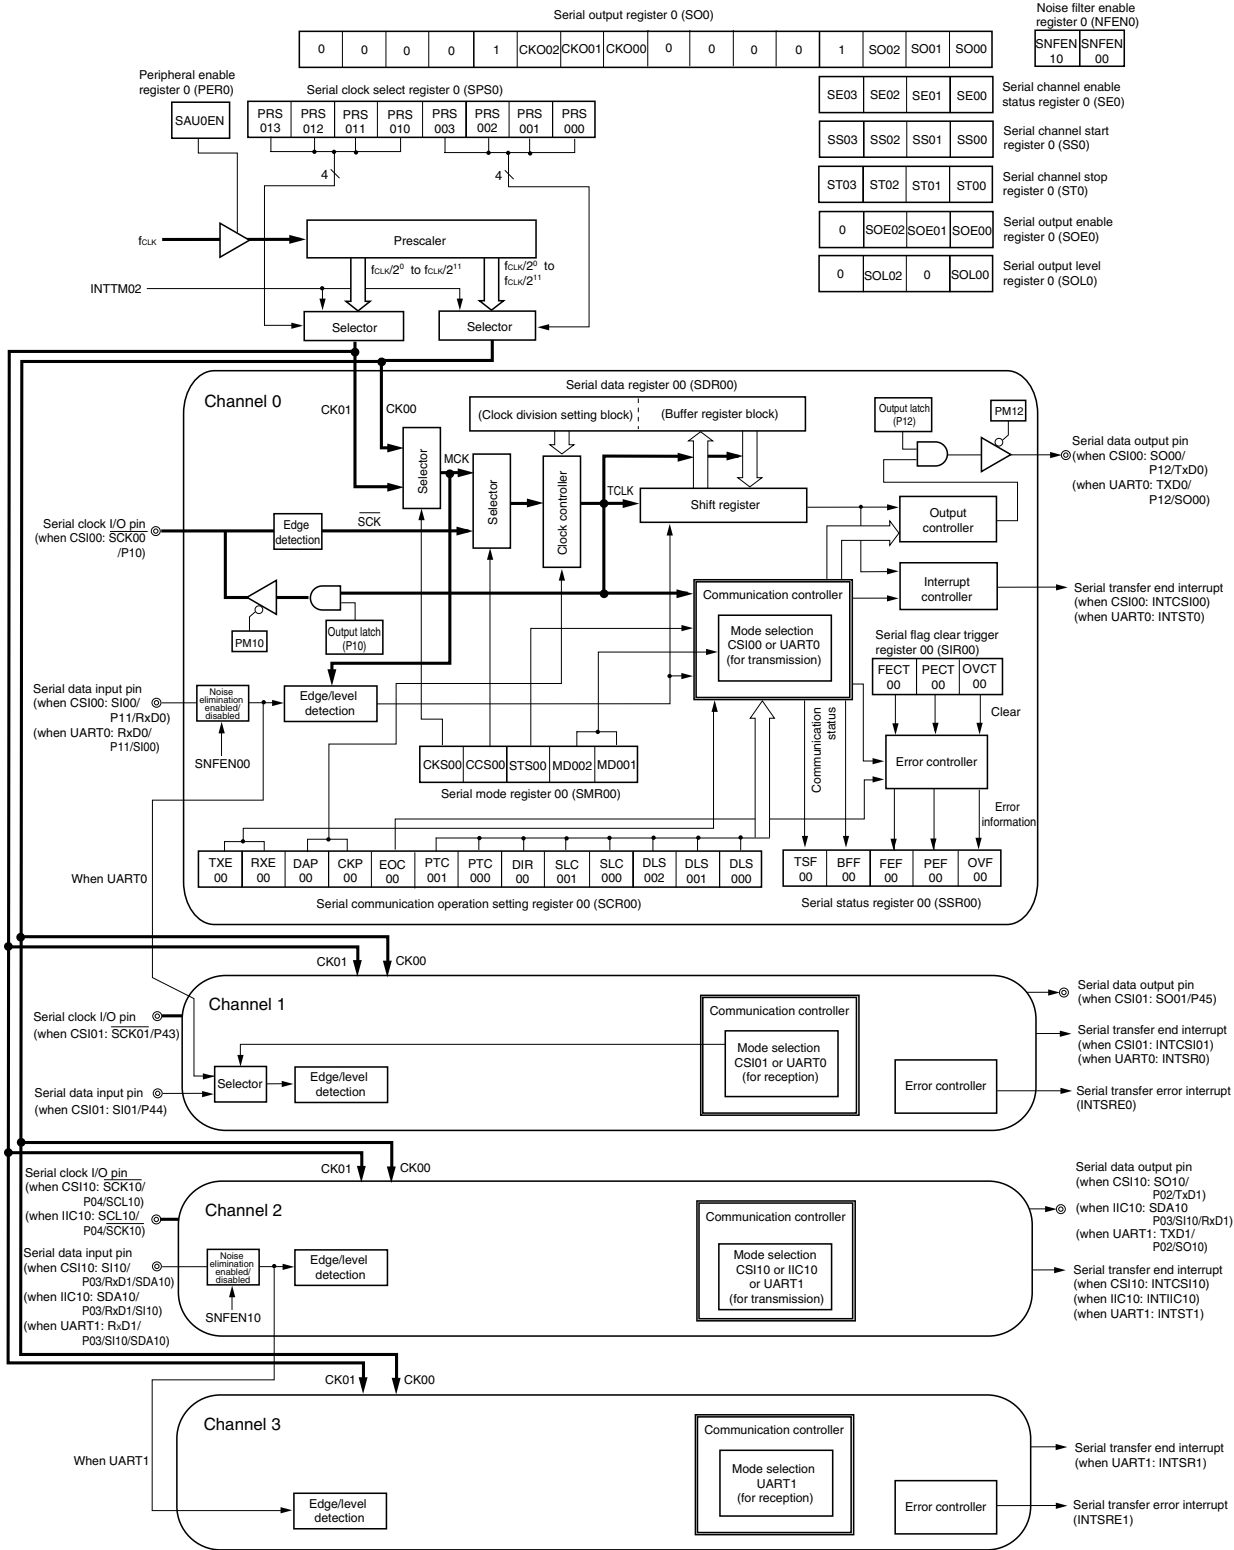 Serial output register 0 (SO0)
0 0 0 0 1 CKO02 CKO01 CKO00 0 0 0 0 1 SO02 SO01 SO00
Noise filter enable
register 0 (NFEN0)
SNFEN SNFEN
10 00
Peripheral enable
register 0 (PER0)
SAU0EN
Serial clock select register 0 (SPS0)
PRS PRS PRS PRS PRS PRS PRS PRS
013 012 011 010 003 002 001 000
4
4
SE03 SE02 SE01 SE00
Serial channel enable
status register 0 (SE0)
SS03 SS02 SS01 SS00
Serial channel start
register 0 (SS0)
ST03 ST02 ST01 ST00
Serial channel stop
register 0 (ST0)
0 SOE02 SOE01 SOE00
Serial output enable
register 0 (SOE0)
0 SOL02 0 SOL00
Serial output level
register 0 (SOL0)
fCLK
Prescaler
fCLK/2⁰ to fCLK/2¹¹
fCLK/2⁰ to
fCLK/2¹¹
INTTM02
Selector
Selector
Channel 0
CK01
CK00
Serial data register 00 (SDR00)
(Clock division setting block)
(Buffer register block)
Selector
MCK
Selector
Clock controller
TCLK
Shift register
Output latch
(P12)
PM12
Serial data output pin
(when CSI00: SO00/
P12/TxD0)
(when UART0: TXD0/
P12/SO00)
Serial clock I/O pin
(when CSI00: SCK00
/P10)
Edge
detection
SCK
Output
controller
Interrupt
controller
Serial transfer end interrupt
(when CSI00: INTCSI00)
(when UART0: INTST0)
PM10
Output latch
(P10)
Communication controller
Mode selection
CSI00 or UART0
(for transmission)
Serial flag clear trigger
register 00 (SIR00)
FECT PECT OVCT
00 00 00
Clear
Serial data input pin
(when CSI00: SI00/
P11/RxD0)
(when UART0: RxD0/
P11/SI00)
Noise
elimination
enabled/
disabled
SNFEN00
Edge/level
detection
CKS00 CCS00 STS00 MD002 MD001
Serial mode register 00 (SMR00)
Communication
status
Error controller
Error
information
When UART0
TXE RXE DAP CKP EOC PTC PTC DIR SLC SLC DLS DLS DLS
00 00 00 00 00 001 000 00 001 000 002 001 000
Serial communication operation setting register 00 (SCR00)
TSF BFF FEF PEF OVF
00 00 00 00 00
Serial status register 00 (SSR00)
CK01
CK00
Channel 1
Serial clock I/O pin
(when CSI01: SCK01/P43)
Serial data input pin
(when CSI01: SI01/P44)
Selector
Edge/level
detection
Communication controller
Mode selection
CSI01 or UART0
(for reception)
Error controller
Serial data output pin
(when CSI01: SO01/P45)
Serial transfer end interrupt
(when CSI01: INTCSI01)
(when UART0: INTSR0)
Serial transfer error interrupt
(INTSRE0)
CK01
CK00
Channel 2
Serial clock I/O pin
(when CSI10: SCK10/
P04/SCL10)
(when IIC10: SCL10/
P04/SCK10)
Serial data input pin
(when CSI10: SI10/
P03/RxD1/SDA10)
(when IIC10: SDA10/
P03/RxD1/SI10)
(when UART1: RxD1/
P03/SI10/SDA10)
Noise
elimination
enabled/
disabled
SNFEN10
Edge/level
detection
Communication controller
Mode selection
CSI10 or IIC10
or UART1
(for transmission)
Serial data output pin
(when CSI10: SO10/
P02/TxD1)
(when IIC10: SDA10
P03/SI10/RxD1)
(when UART1: TXD1/
P02/SO10)
Serial transfer end interrupt
(when CSI10: INTCSI10)
(when IIC10: INTIIC10)
(when UART1: INTST1)
CK01
CK00
Channel 3
When UART1
Edge/level
detection
Communication controller
Mode selection
UART1
(for reception)
Error controller
Serial transfer end interrupt
(when UART1: INTSR1)
Serial transfer error interrupt
(INTSRE1)